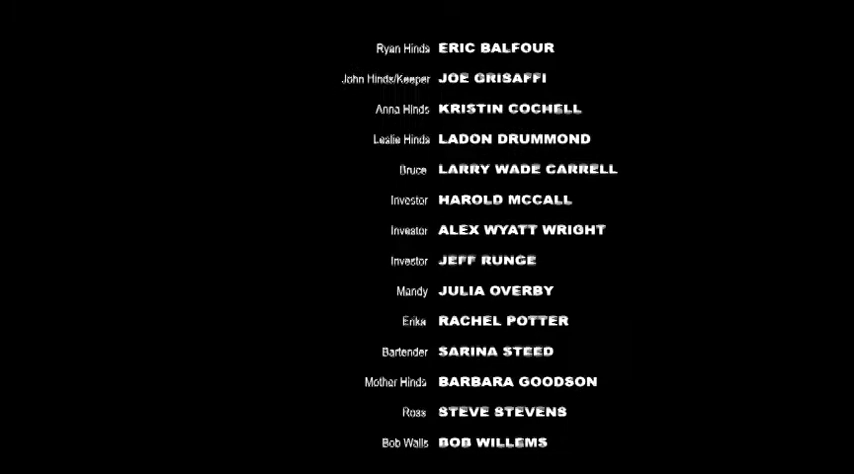 Ryan Hinds ERIC BALFOUR
John Hinds/Keeper JOE GRISAFFI
Anna Hinds KRISTIN COCHELL
Leslie Hinds LADON DRUMMOND
Bruce LARRY WADE CARRELL
Investor HAROLD MCCALL
Investor ALEX WYATT WRIGHT
Investor JEFF RUNGE
Mandy JULIA OVERBY
Erika RACHEL POTTER
Bartender SARINA STEED
Mother Hinds BARBARA GOODSON
Ross STEVE STEVENS
Bob Walls BOB WILLEMS